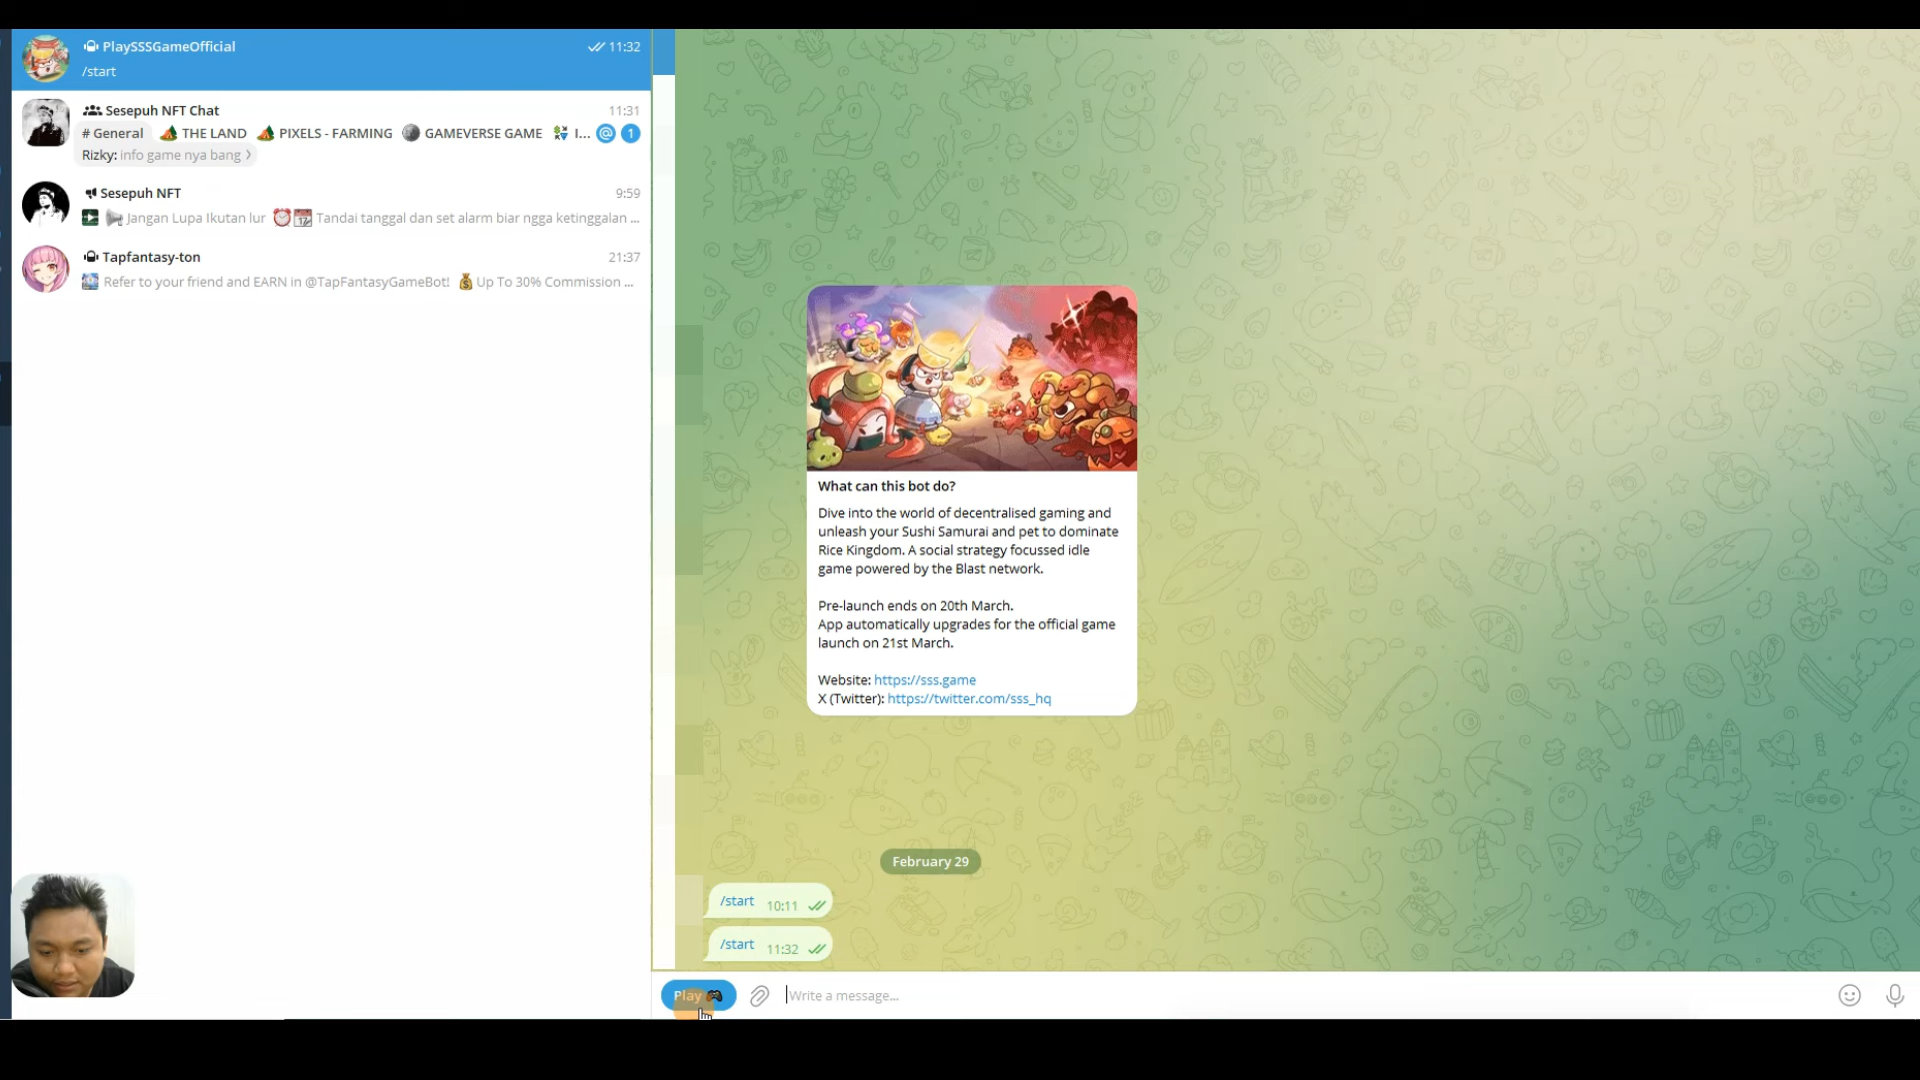 PlaySSSGameOfficial 11:32
/start
Sesepuh NFT Chat 11:31
# General THE LAND PIXELS - FARMING GAMEVERSE GAME I... @ 1
Rizky: info game nya bang >
Sesepuh NFT 9:59
Jangan Lupa Ikutan lur Tandai tanggal dan set alarm biar ngga ketinggalan ...
Tapfantasy-ton 21:37
Refer to your friend and EARN in @TapFantasyGameBot! Up To 30% Commission ...
What can this bot do?
Dive into the world of decentralised gaming and
unleash your Sushi Samurai and pet to dominate
Rice Kingdom. A social strategy focussed idle
game powered by the Blast network.
Pre-launch ends on 20th March.
App automatically upgrades for the official game
launch on 21st March.
Website: https://sss.game
X (Twitter): https://twitter.com/sss_hq
February 29
/start 10:11
/start 11:32
Play
Write a message...